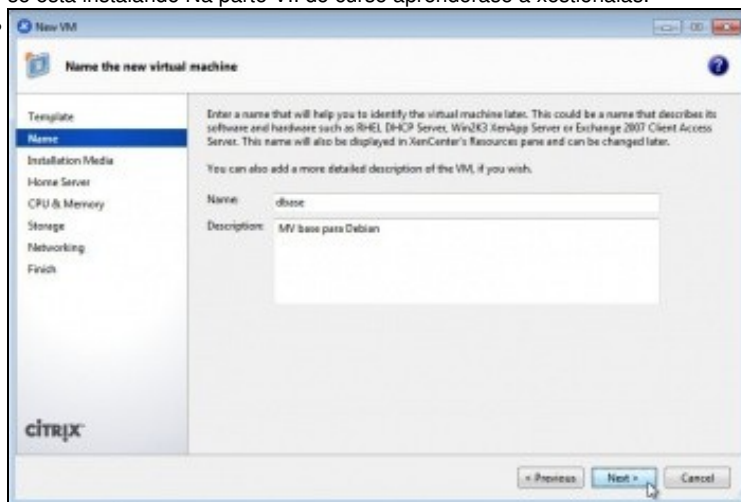 se está instalando Na parte VII do curso aprenderase a xestionalas.
New VM
Name the new virtual machine
Template
Name
Installation Media
Home Server
CPU & Memory
Storage
Networking
Finish
Enter a name that will help you to identify the virtual machine later. This could be a name that describes its
software and hardware such as RHEL DHCP Server, Win2K3 XenApp Server or Exchange 2007 Client Access
Server. This name will also be displayed in XenCenter's Resources pane and can be changed later.
You can also add a more detailed description of the VM, if you wish.
Name: dbase
Description: MV base para Debian
CITRIX
< Previous Next > Cancel